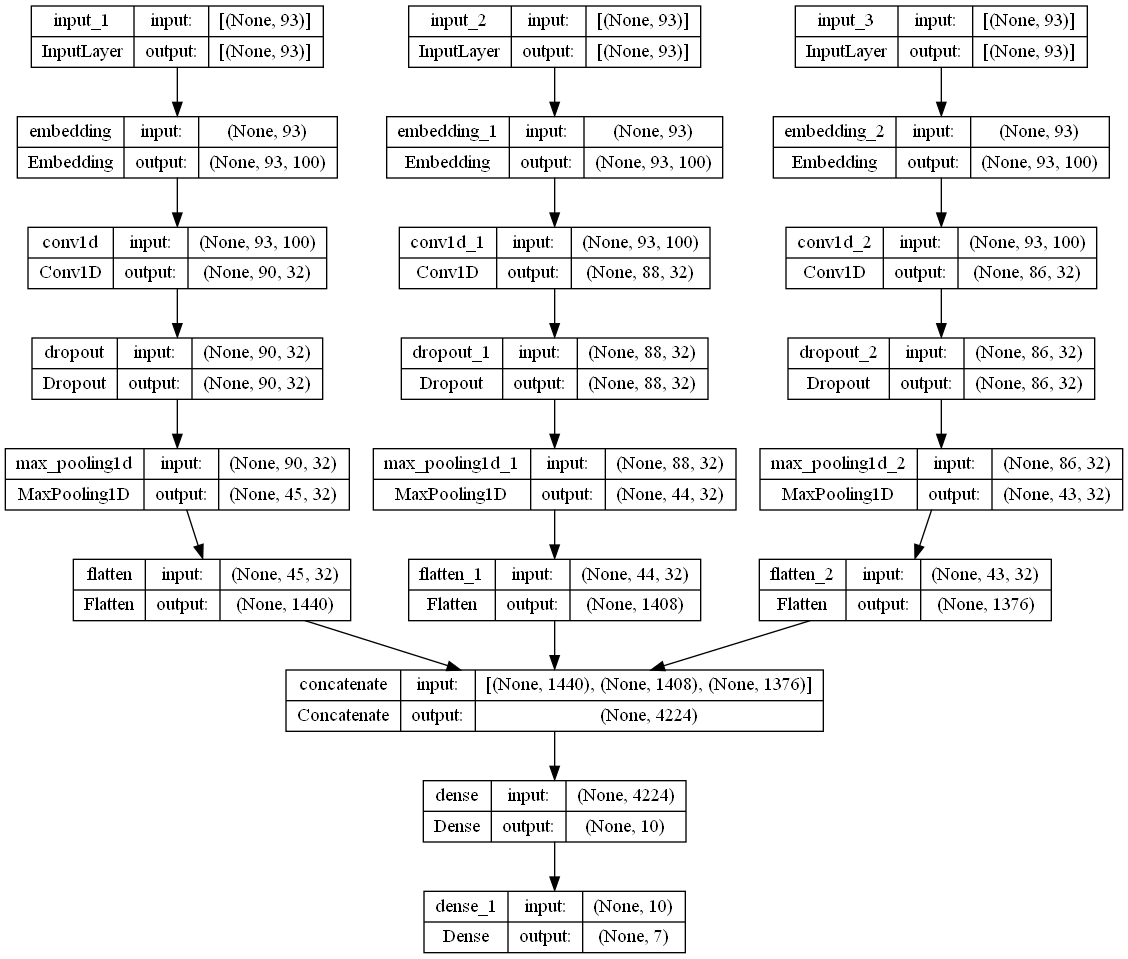 input_1 input: [(None, 93)]
InputLayer output: [(None, 93)]
input_2 input: [(None, 93)]
InputLayer output: [(None, 93)]
input_3 input: [(None, 93)]
InputLayer output: [(None, 93)]
embedding input: (None, 93)
Embedding output: (None, 93, 100)
embedding_1 input: (None, 93)
Embedding output: (None, 93, 100)
embedding_2 input: (None, 93)
Embedding output: (None, 93, 100)
conv1d input: (None, 93, 100)
Conv1D output: (None, 90, 32)
conv1d_1 input: (None, 93, 100)
Conv1D output: (None, 88, 32)
conv1d_2 input: (None, 93, 100)
Conv1D output: (None, 86, 32)
dropout input: (None, 90, 32)
Dropout output: (None, 90, 32)
dropout_1 input: (None, 88, 32)
Dropout output: (None, 88, 32)
dropout_2 input: (None, 86, 32)
Dropout output: (None, 86, 32)
max_pooling1d input: (None, 90, 32)
MaxPooling1D output: (None, 45, 32)
max_pooling1d_1 input: (None, 88, 32)
MaxPooling1D output: (None, 44, 32)
max_pooling1d_2 input: (None, 86, 32)
MaxPooling1D output: (None, 43, 32)
flatten input: (None, 45, 32)
Flatten output: (None, 1440)
flatten_1 input: (None, 44, 32)
Flatten output: (None, 1408)
flatten_2 input: (None, 43, 32)
Flatten output: (None, 1376)
concatenate input: [(None, 1440), (None, 1408), (None, 1376)]
Concatenate output: (None, 4224)
dense input: (None, 4224)
Dense output: (None, 10)
dense_1 input: (None, 10)
Dense output: (None, 7)